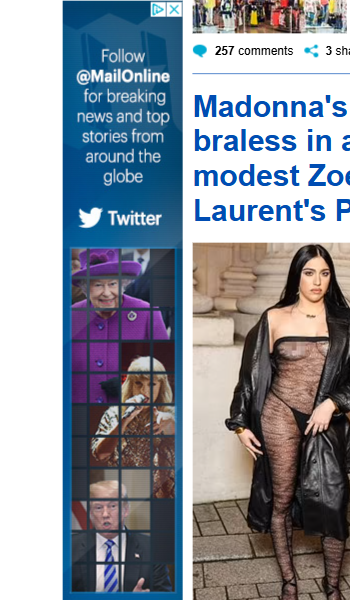 Follow
@MailOnline
for breaking
news and top
stories from
around the
globe
Twitter
257 comments
3 sha
Madonna's
braless in a
modest Zoe
Laurent's P